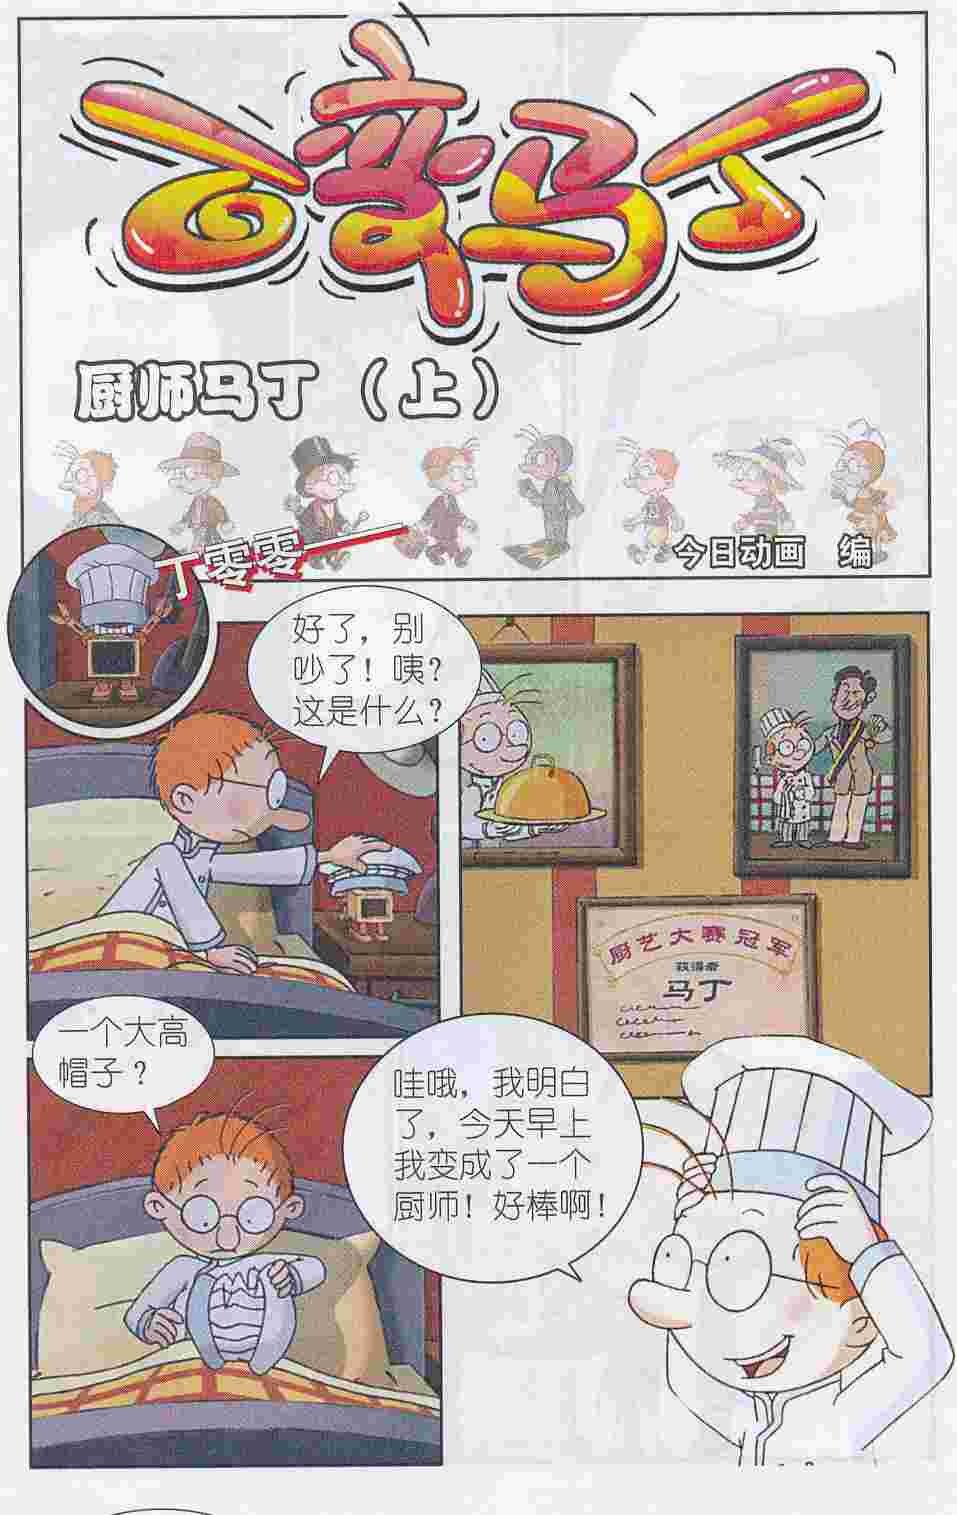 百变马丁
厨师马丁（上）
今日动画　编
丁零零——
好了，别
吵了！咦？
这是什么？
厨艺大赛冠军
获得者
马丁
一个大高
帽子？
哇哦，我明白
了，今天早上
我变成了一个
厨师！好棒啊！